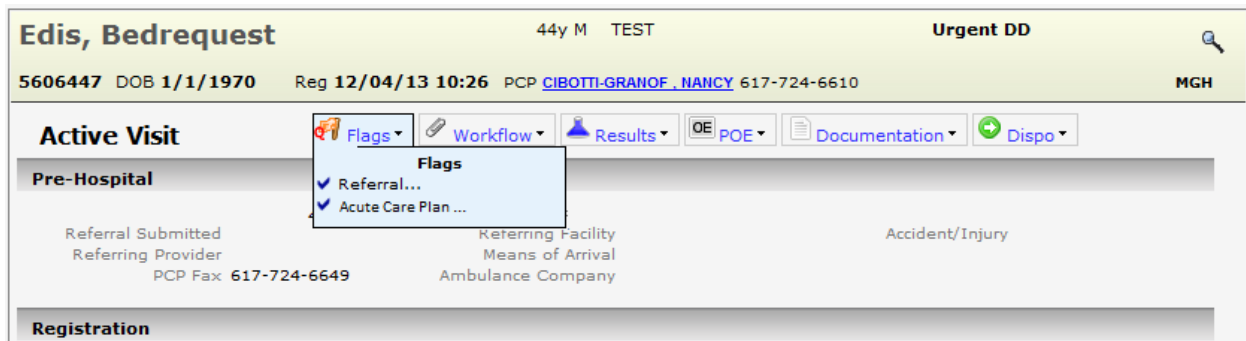 Edis, Bedrequest 44y M TEST Urgent DD
5606447 DOB 1/1/1970 Reg 12/04/13 10:26 PCP CIBOTTI-GRANOF , NANCY 617-724-6610 MGH
Active Visit Flags Workflow Results OE POE Documentation Dispo
Flags
Pre-Hospital
Referral...
Acute Care Plan ...
Referral Submitted Referring Facility Accident/Injury
Referring Provider Means of Arrival
PCP Fax 617-724-6649 Ambulance Company
Registration